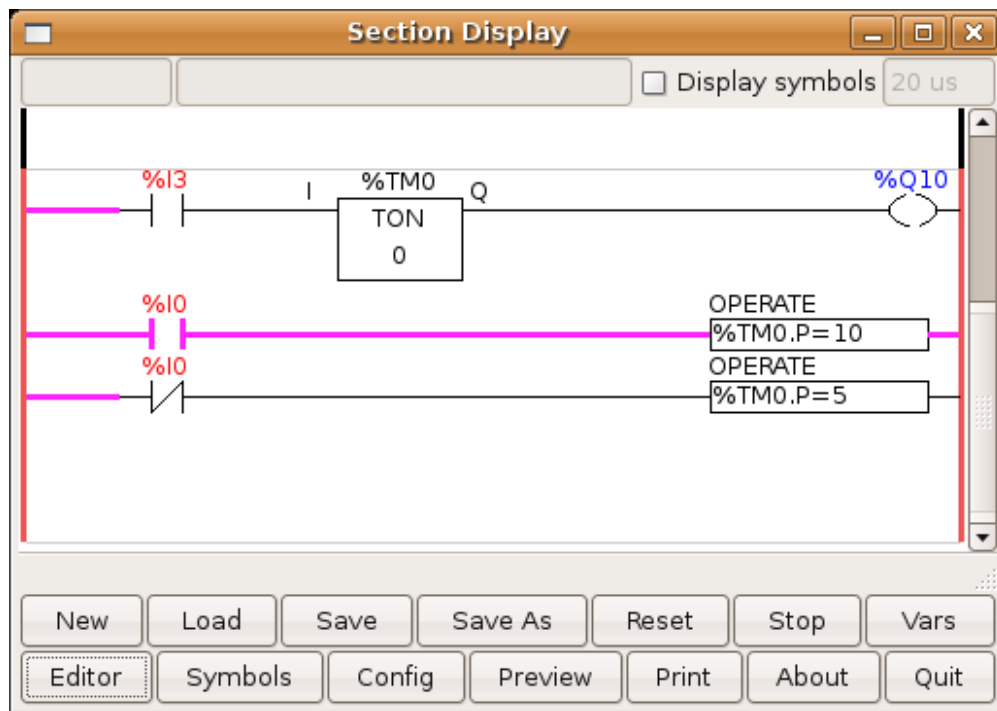 Section Display
Display symbols 20 us
%I3 I %TM0 Q %Q10
TON
0
%I0 OPERATE
%TM0.P=10
%I0 OPERATE
%TM0.P=5
New Load Save Save As Reset Stop Vars
Editor Symbols Config Preview Print About Quit